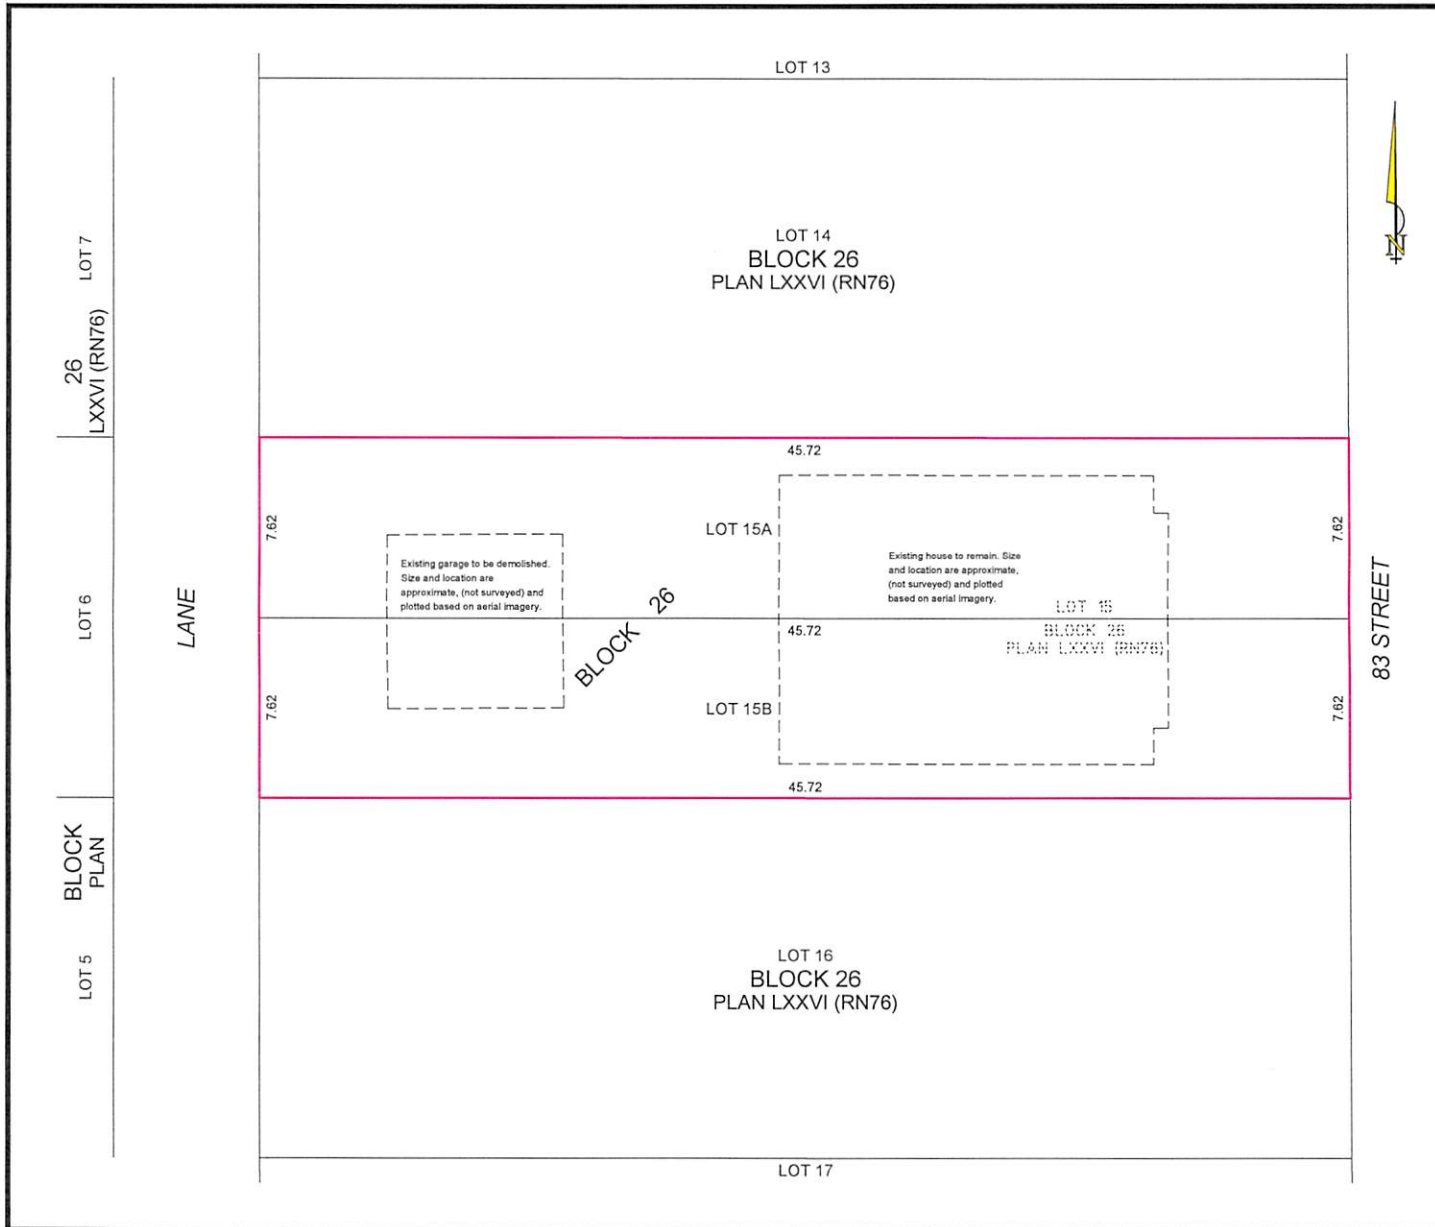 LOT 13
LOT 14
BLOCK 26
PLAN LXXVI (RN76)
N
LOT 7
26
LXXVI (RN76)
LOT 6
BLOCK
PLAN
LOT 5
LANE
45.72
7.62
LOT 15A
7.62
Existing garage to be demolished.
Size and location are
approximate, (not surveyed) and
plotted based on aerial imagery.
Existing house to remain. Size
and location are approximate,
(not surveyed) and plotted
based on aerial imagery.
BLOCK 26
LOT 15
BLOCK 26
PLAN LXXVI (RN76)
45.72
83 STREET
7.62
LOT 15B
7.62
45.72
LOT 16
BLOCK 26
PLAN LXXVI (RN76)
LOT 17